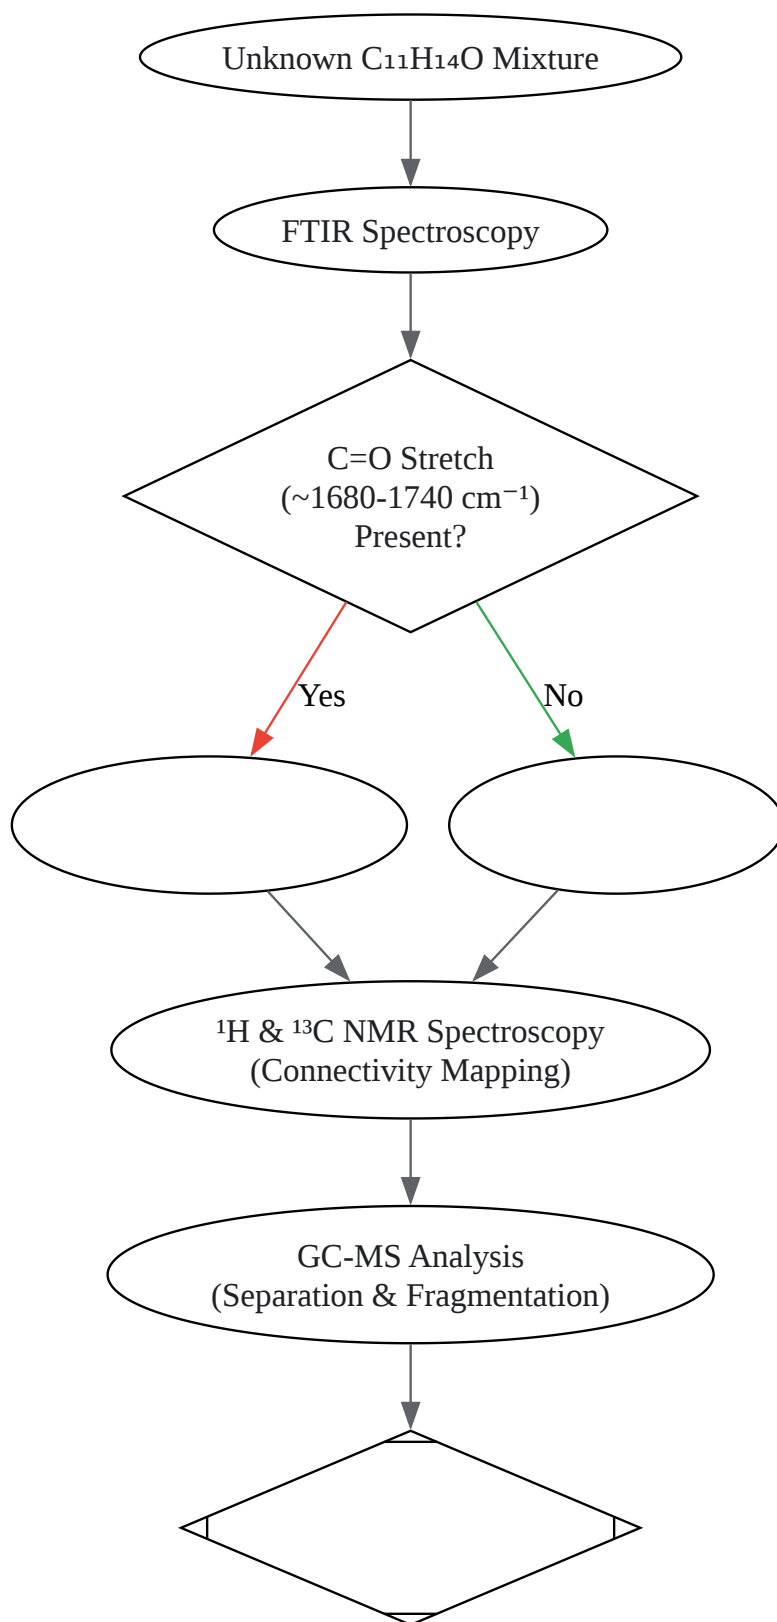 Unknown C₁₁H₁₄O Mixture
FTIR Spectroscopy
C=O Stretch
(~1680-1740 cm⁻¹)
Present?
Yes
No
¹H & ¹³C NMR Spectroscopy
(Connectivity Mapping)
GC-MS Analysis
(Separation & Fragmentation)